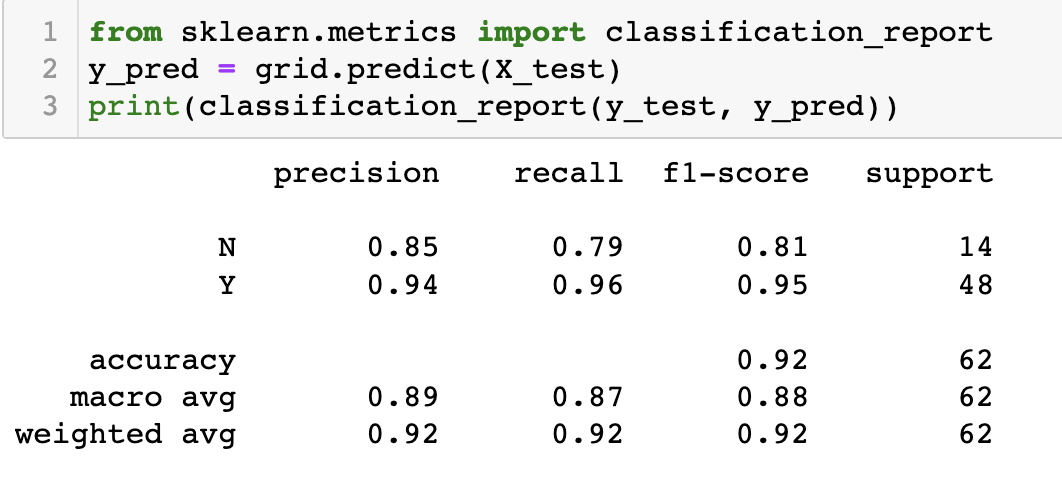 1 from sklearn.metrics import classification_report
2 y_pred = grid.predict(X_test)
3 print(classification_report(y_test, y_pred))
precision recall f1-score support
N 0.85 0.79 0.81 14
Y 0.94 0.96 0.95 48
accuracy 0.92 62
macro avg 0.89 0.87 0.88 62
weighted avg 0.92 0.92 0.92 62